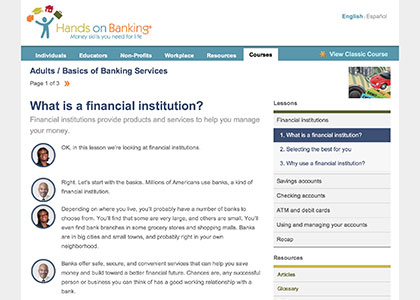 Hands on Banking®
Money skills you need for life
English | Español
Individuals Educators Non-Profits Workplace Resources Courses View Classic Course
Adults / Basics of Banking Services
Page 1 of 3
What is a financial institution?
Financial institutions provide products and services to help you manage
your money.
OK, in this lesson we're looking at financial institutions.
Right. Let's start with the basics. Millions of Americans use banks, a kind of
financial institution.
Depending on where you live, you'll probably have a number of banks to
choose from. You'll find that some are very large, and others are small. You'll
even find bank branches in some grocery stores and shopping malls. Banks
are in big cities and small towns, and probably right in your own
neighborhood.
Banks offer safe, secure, and convenient services that can help you save
money and build toward a better financial future. Chances are, any successful
person or business you can think of has a good working relationship with a
bank.
Lessons
Financial institutions
1. What is a financial institution?
2. Selecting the best for you
3. Why use a financial institution?
Savings accounts
Checking accounts
ATM and debit cards
Using and managing your accounts
Recap
Resources
Articles
Glossary